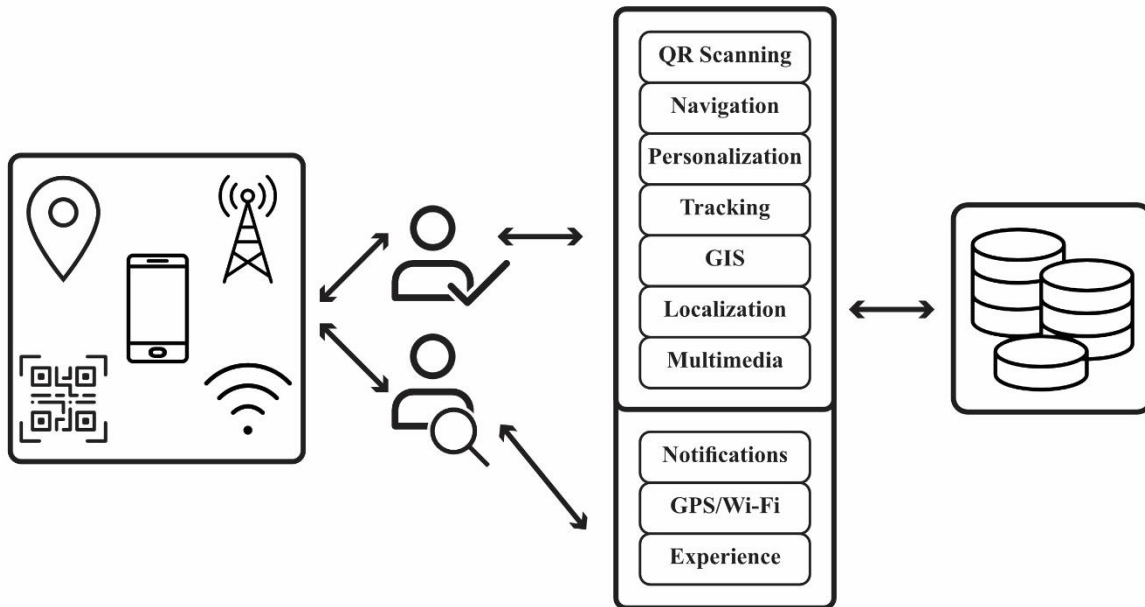 QR Scanning
Navigation
Personalization
Tracking
GIS
Localization
Multimedia
Notifications
GPS/Wi-Fi
Experience